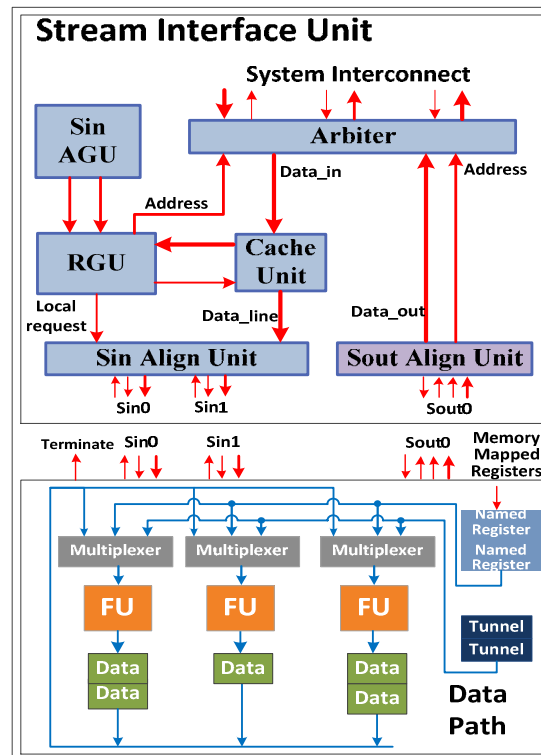 Stream Interface Unit
System Interconnect
Sin
AGU
Arbiter
Data_in
Address
Address
RGU
Cache
Unit
Local
request
Data_line
Data_out
Sin Align Unit
Sout Align Unit
Sin0
Sin1
Sout0
Terminate
Sin0
Sin1
Sout0
Memory
Mapped
Registers
Named
Register
Named
Register
Multiplexer
Multiplexer
Multiplexer
FU
FU
FU
Tunnel
Tunnel
Data
Data
Data
Data
Data
Data
Path